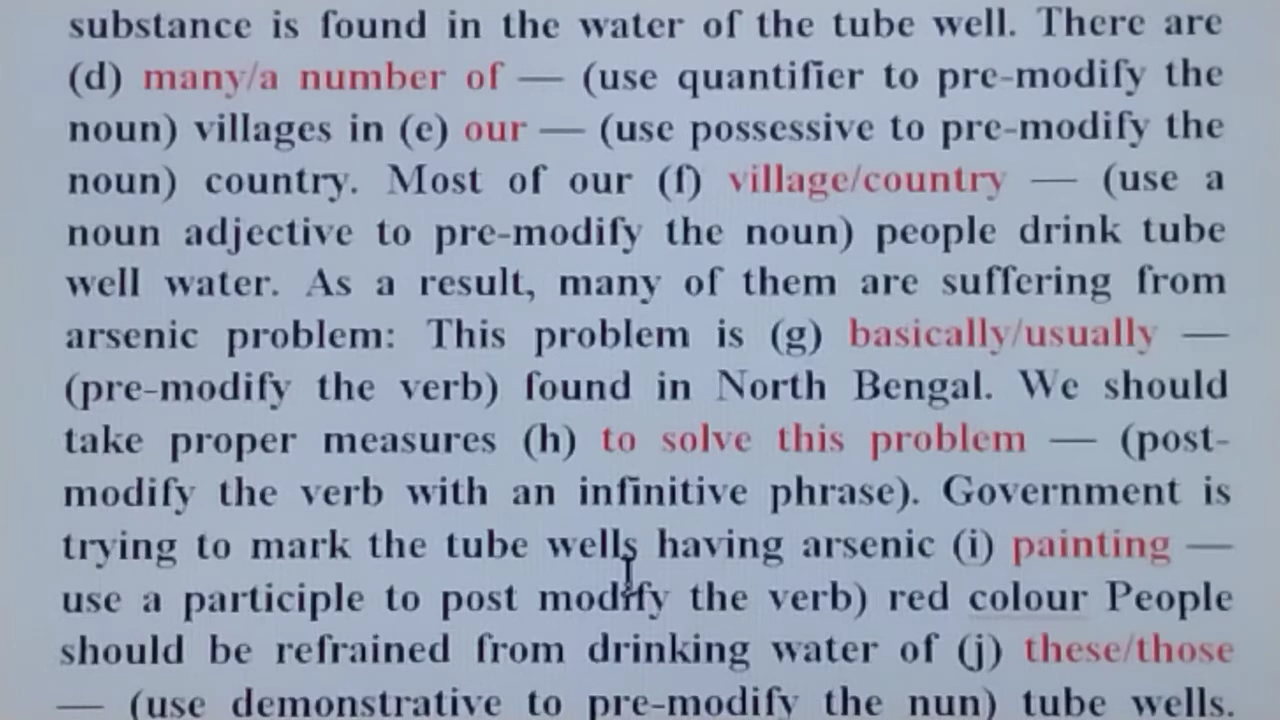 substance is found in the water of the tube well. There are
(d) many/a number of — (use quantifier to pre-modify the
noun) villages in (e) our — (use possessive to pre-modify the
noun) country. Most of our (f) village/country — (use a
noun adjective to pre-modify the noun) people drink tube
well water. As a result, many of them are suffering from
arsenic problem: This problem is (g) basically/usually —
(pre-modify the verb) found in North Bengal. We should
take proper measures (h) to solve this problem — (post-
modify the verb with an infinitive phrase). Government is
trying to mark the tube wells having arsenic (i) painting —
use a participle to post modify the verb) red colour People
should be refrained from drinking water of (j) these/those
— (use demonstrative to pre-modify the nun) tube wells.